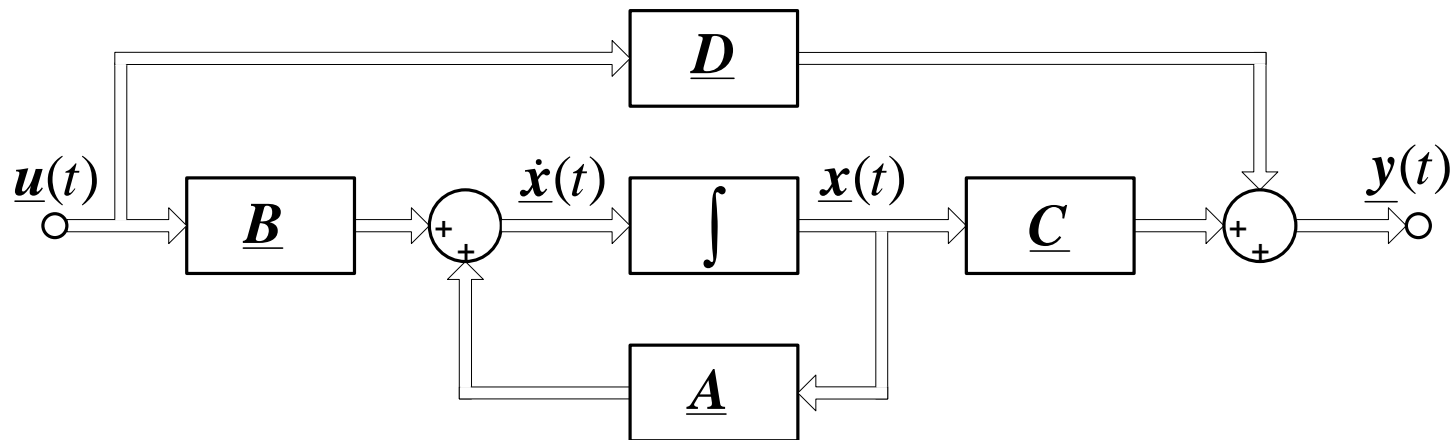 D
u(t)
B
+
+
ẋ(t)
∫
x(t)
C
+
+
y(t)
A